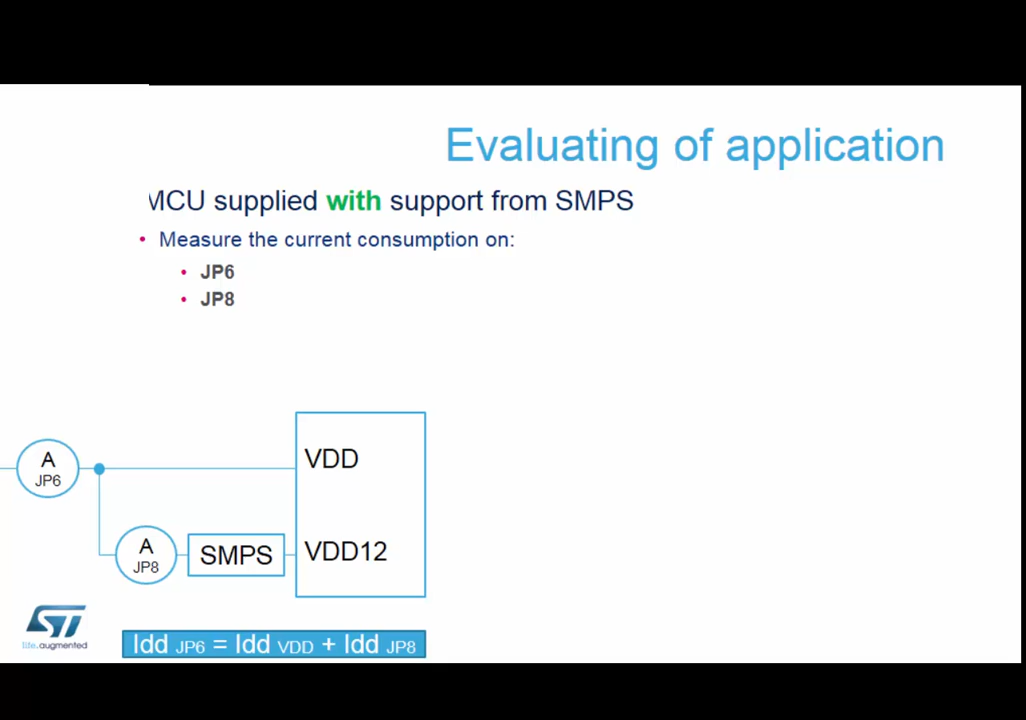 Evaluating of application
MCU supplied with support from SMPS
• Measure the current consumption on:
• JP6
• JP8
A
JP6
VDD
A
JP8
SMPS
VDD12
ST
life.augmented
Idd JP6 = Idd VDD + Idd JP8